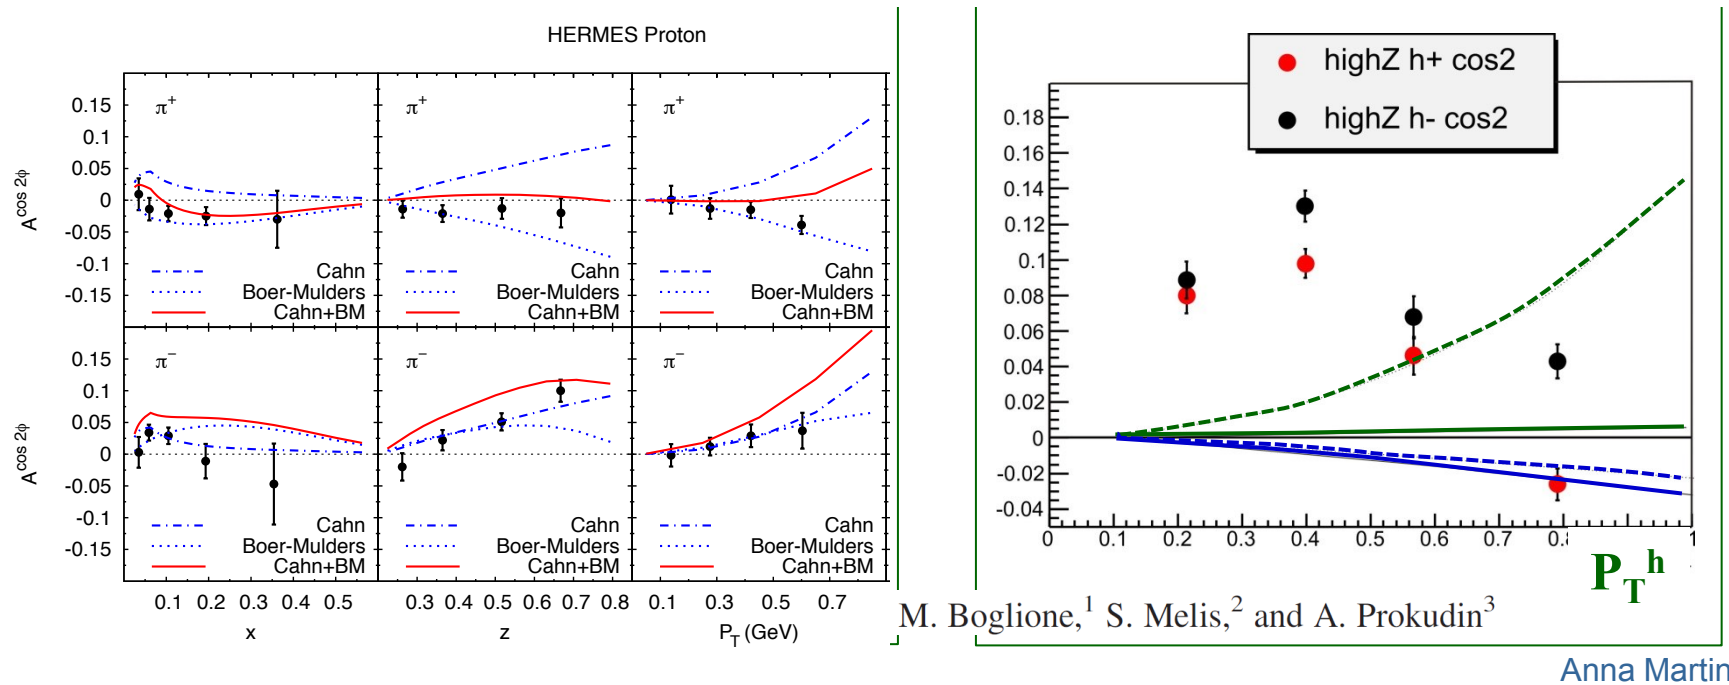 HERMES Proton
A^cos 2ϕ
0.15
0.1
0.05
0
-0.05
-0.1
-0.15
π+
Cahn
Boer-Mulders
Cahn+BM
π+
Cahn
Boer-Mulders
Cahn+BM
π+
Cahn
Boer-Mulders
Cahn+BM
A^cos 2ϕ
0.15
0.1
0.05
0
-0.05
-0.1
-0.15
π−
Cahn
Boer-Mulders
Cahn+BM
π−
Cahn
Boer-Mulders
Cahn+BM
π−
Cahn
Boer-Mulders
Cahn+BM
0.1 0.2 0.3 0.4 0.5
0.3 0.4 0.5 0.6 0.7 0.8
0.1 0.3 0.5 0.7
x
z
P_T (GeV)
highZ h+ cos2
highZ h- cos2
0.18
0.16
0.14
0.12
0.1
0.08
0.06
0.04
0.02
0
-0.02
-0.04
0 0.1 0.2 0.3 0.4 0.5 0.6 0.7 1
P_T^h
M. Boglione,¹ S. Melis,² and A. Prokudin³
Anna Martin